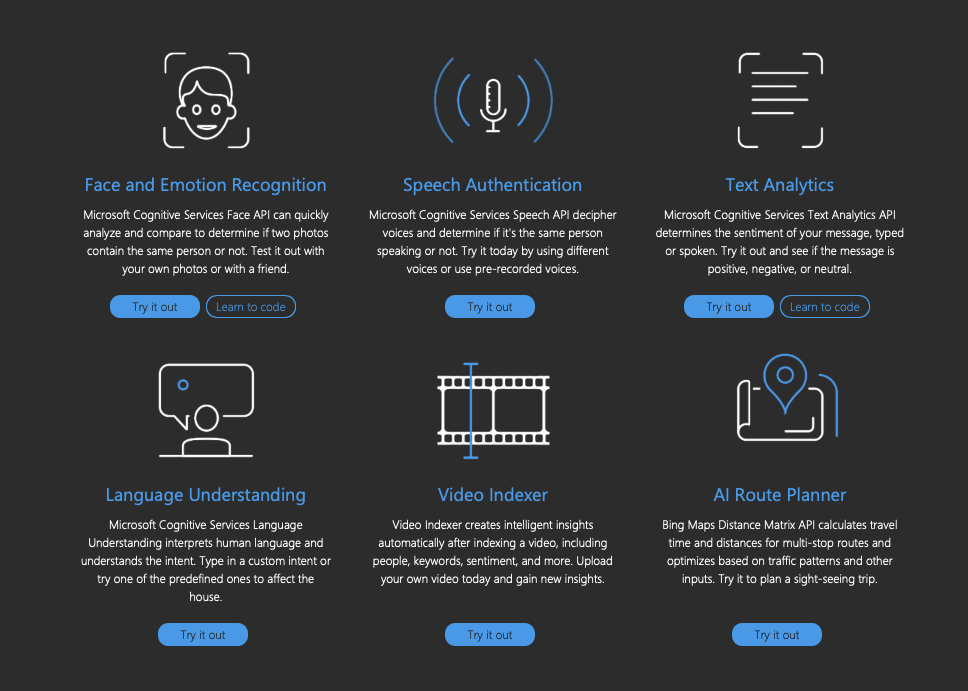 Face and Emotion Recognition
Microsoft Cognitive Services Face API can quickly
analyze and compare to determine if two photos
contain the same person or not. Test it out with
your own photos or with a friend.
Try it out
Learn to code
Speech Authentication
Microsoft Cognitive Services Speech API decipher
voices and determine if it's the same person
speaking or not. Try it today by using different
voices or use pre-recorded voices.
Try it out
Text Analytics
Microsoft Cognitive Services Text Analytics API
determines the sentiment of your message, typed
or spoken. Try it out and see if the message is
positive, negative, or neutral.
Try it out
Learn to code
Language Understanding
Microsoft Cognitive Services Language
Understanding interprets human language and
understands the intent. Type in a custom intent or
try one of the predefined ones to affect the
house.
Try it out
Video Indexer
Video Indexer creates intelligent insights
automatically after indexing a video, including
people, keywords, sentiment, and more. Upload
your own video today and gain new insights.
Try it out
AI Route Planner
Bing Maps Distance Matrix API calculates travel
time and distances for multi-stop routes and
optimizes based on traffic patterns and other
inputs. Try it to plan a sight-seeing trip.
Try it out